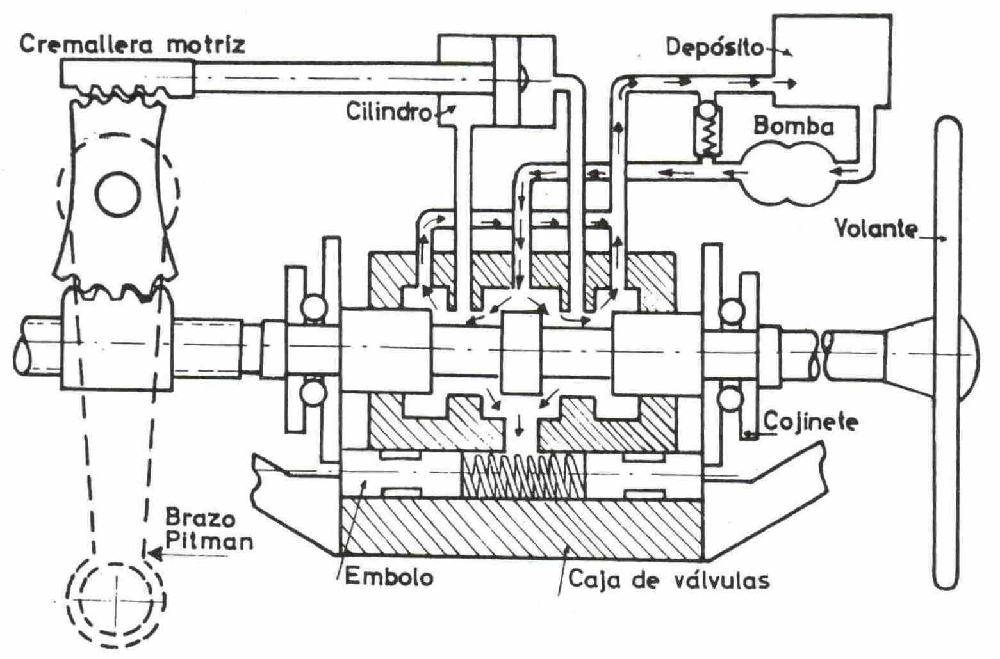 Cremallera motriz
Depósito
Cilindro
Bomba
Volante
Cojinete
Brazo
Pitman
Embolo
Caja de válvulas